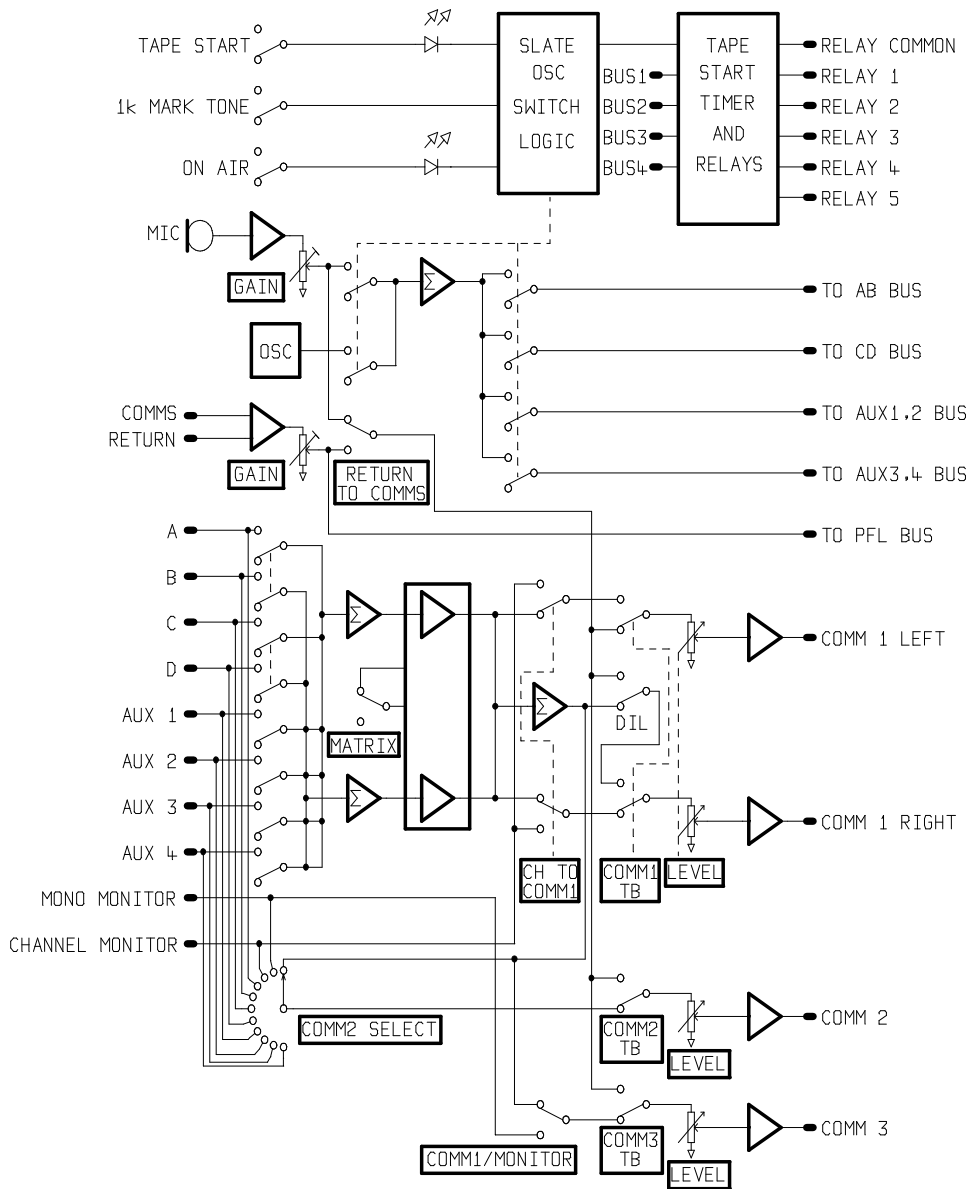 TAPE START
SLATE
OSC
SWITCH
LOGIC
TAPE
START
TIMER
AND
RELAYS
RELAY COMMON
BUS1
RELAY 1
1k MARK TONE
BUS2
RELAY 2
BUS3
RELAY 3
ON AIR
BUS4
RELAY 4
RELAY 5
MIC
GAIN
Σ
TO AB BUS
OSC
TO CD BUS
COMMS
RETURN
TO AUX1,2 BUS
GAIN
RETURN
TO COMMS
TO AUX3,4 BUS
A
TO PFL BUS
B
C
Σ
COMM 1 LEFT
D
AUX 1
Σ
DIL
MATRIX
AUX 2
AUX 3
Σ
COMM 1 RIGHT
AUX 4
CH TO
COMM1
COMM1
TB
LEVEL
MONO MONITOR
CHANNEL MONITOR
COMM2 SELECT
COMM2
TB
COMM 2
LEVEL
COMM1/MONITOR
COMM3
TB
COMM 3
LEVEL